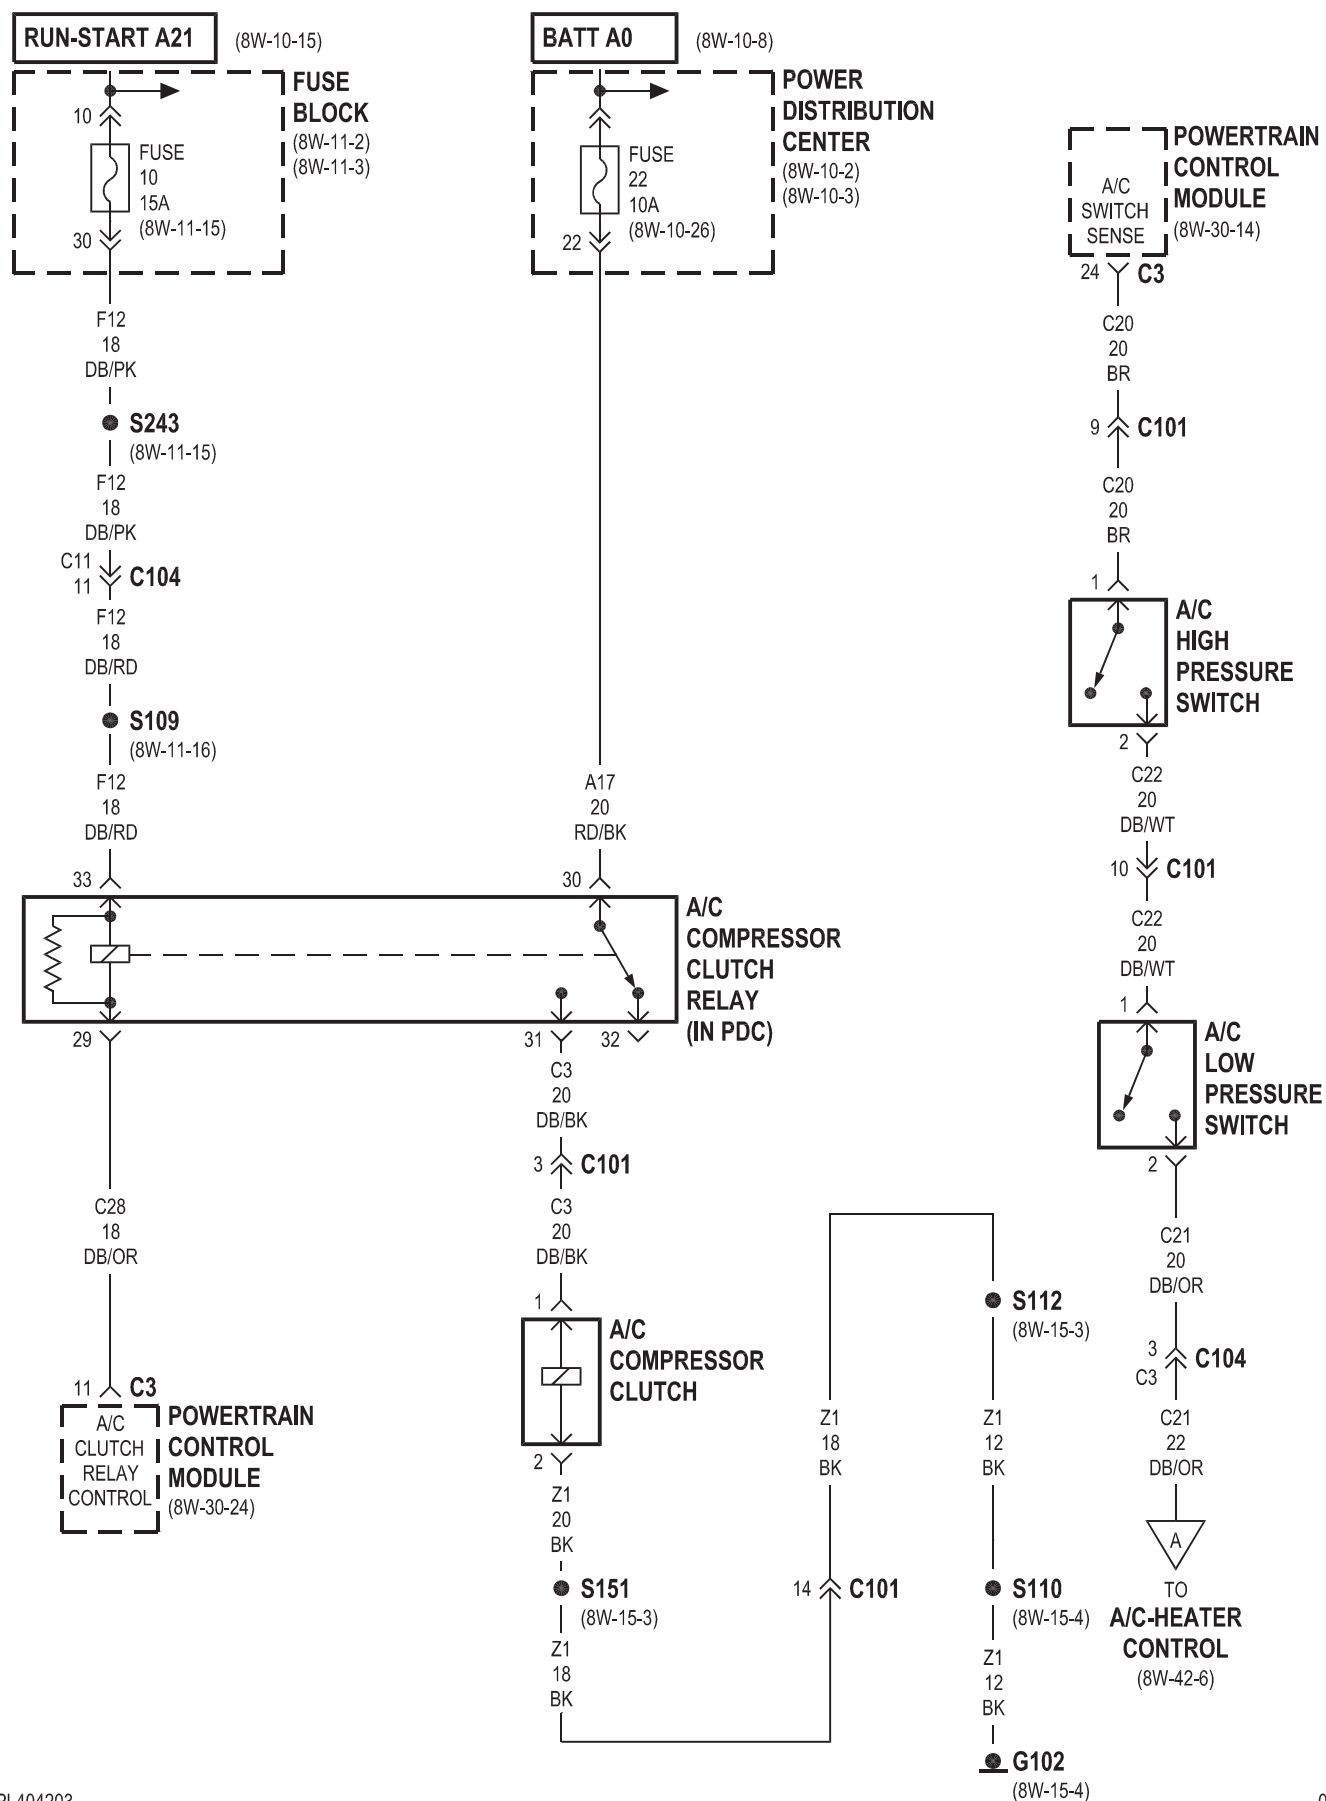 RUN-START A21
(8W-10-15)
FUSE
BLOCK
(8W-11-2)
(8W-11-3)
10
FUSE
10
15A
(8W-11-15)
30
F12
18
DB/PK
S243
(8W-11-15)
F12
18
DB/PK
C11
11
C104
F12
18
DB/RD
S109
(8W-11-16)
F12
18
DB/RD
33
BATT A0
(8W-10-8)
POWER
DISTRIBUTION
CENTER
(8W-10-2)
(8W-10-3)
FUSE
22
10A
(8W-10-26)
22
A17
20
RD/BK
30
A/C
COMPRESSOR
CLUTCH
RELAY
(IN PDC)
29
31
32
C28
18
DB/OR
11
C3
A/C
CLUTCH
RELAY
CONTROL
POWERTRAIN
CONTROL
MODULE
(8W-30-24)
C3
20
DB/BK
3
C101
C3
20
DB/BK
1
A/C
COMPRESSOR
CLUTCH
2
Z1
20
BK
S151
(8W-15-3)
Z1
18
BK
14
C101
Z1
18
BK
S112
(8W-15-3)
Z1
12
BK
S110
(8W-15-4)
Z1
12
BK
G102
(8W-15-4)
POWERTRAIN
CONTROL
MODULE
(8W-30-14)
A/C
SWITCH
SENSE
24
C3
C20
20
BR
9
C101
C20
20
BR
1
A/C
HIGH
PRESSURE
SWITCH
2
C22
20
DB/WT
10
C101
C22
20
DB/WT
1
A/C
LOW
PRESSURE
SWITCH
2
C21
20
DB/OR
3
C3
C104
C21
22
DB/OR
A
TO
A/C-HEATER
CONTROL
(8W-42-6)